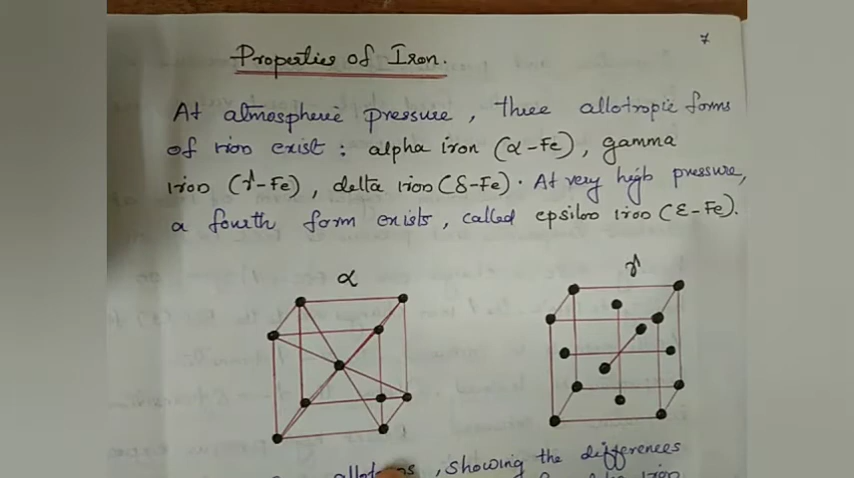 7
Properties of Iron.
At atmospheric pressure, three allotropic forms
of iron exist: alpha iron (α-Fe), gamma
iron (γ-Fe), delta iron (δ-Fe). At very high pressure,
a fourth form exists, called epsilon iron (ε-Fe).
α γ
, showing the differences
iron